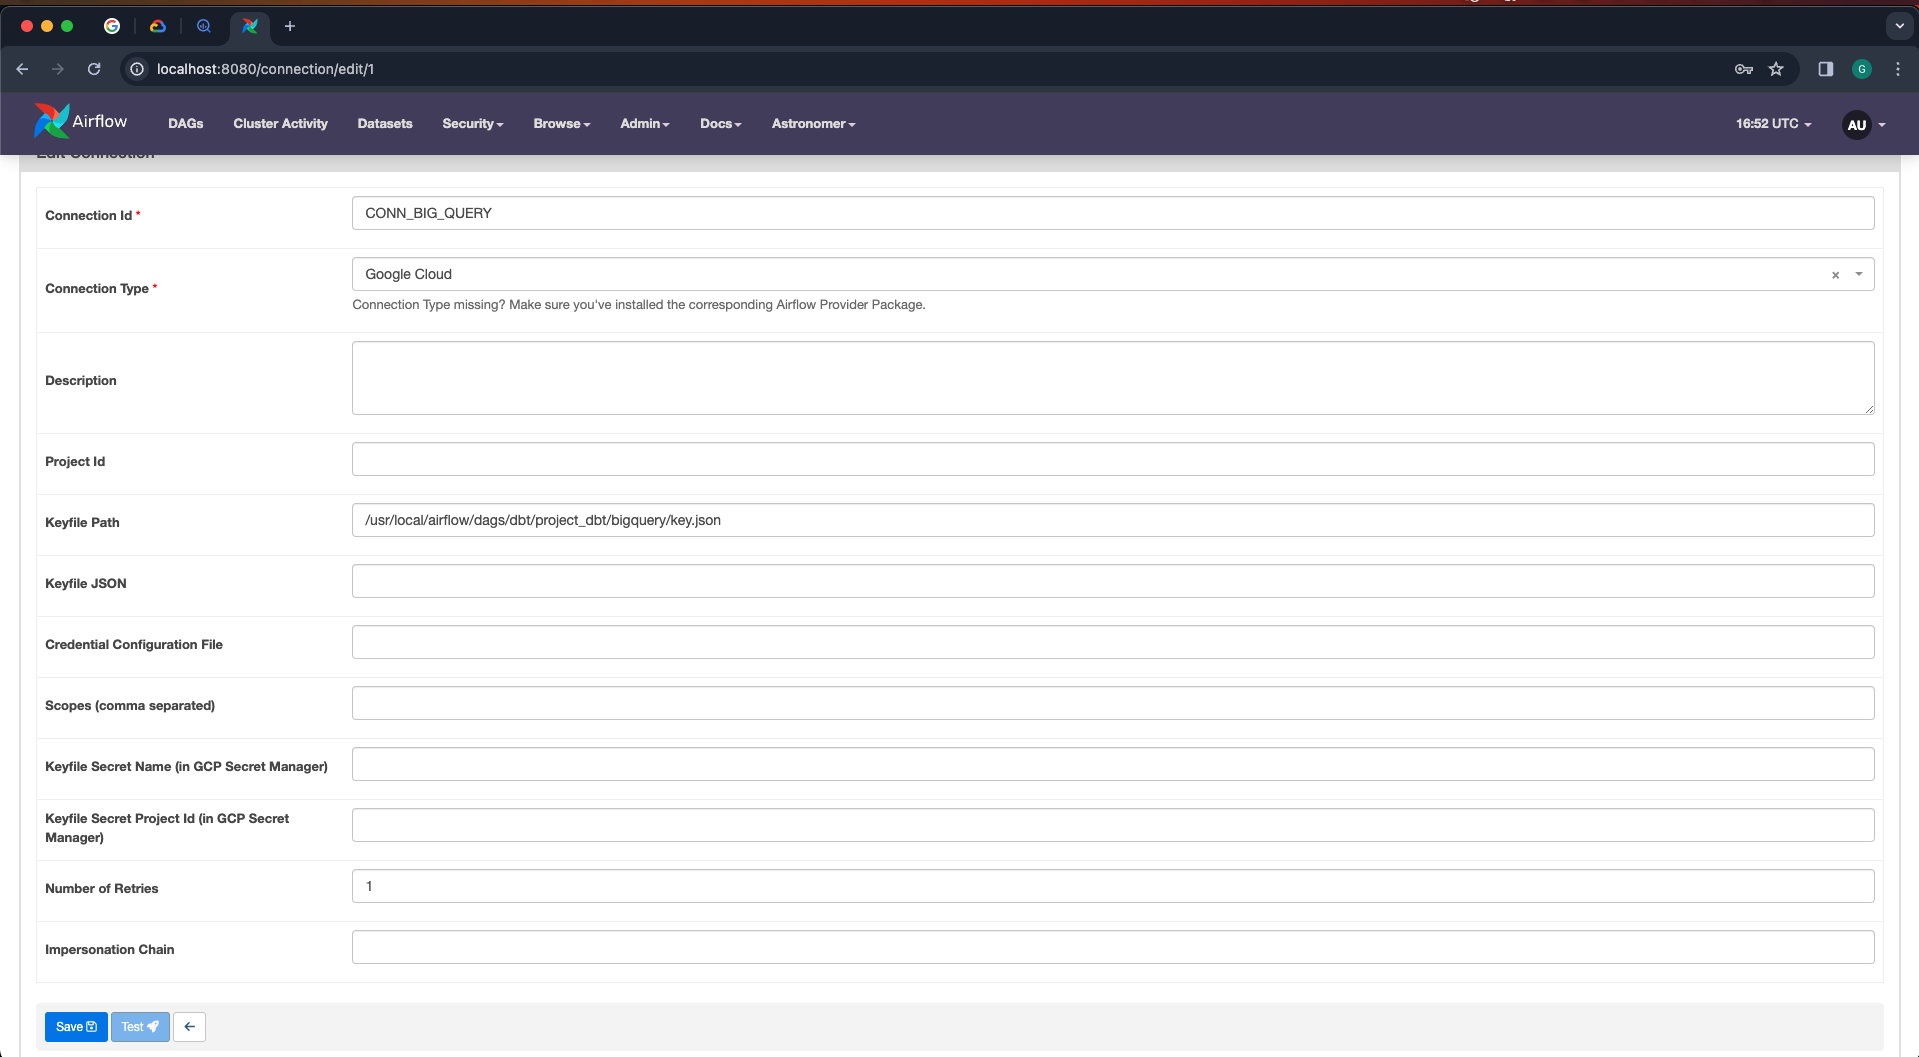 localhost:8080/connection/edit/1
G
Airflow
DAGs
Cluster Activity
Datasets
Security
Browse
Admin
Docs
Astronomer
16:52 UTC
AU
Edit Connection
Connection Id *
CONN_BIG_QUERY
Connection Type *
Google Cloud
Connection Type missing? Make sure you've installed the corresponding Airflow Provider Package.
Description
Project Id
Keyfile Path
/usr/local/airflow/dags/dbt/project_dbt/bigquery/key.json
Keyfile JSON
Credential Configuration File
Scopes (comma separated)
Keyfile Secret Name (in GCP Secret Manager)
Keyfile Secret Project Id (in GCP Secret
Manager)
Number of Retries
1
Impersonation Chain
Save
Test